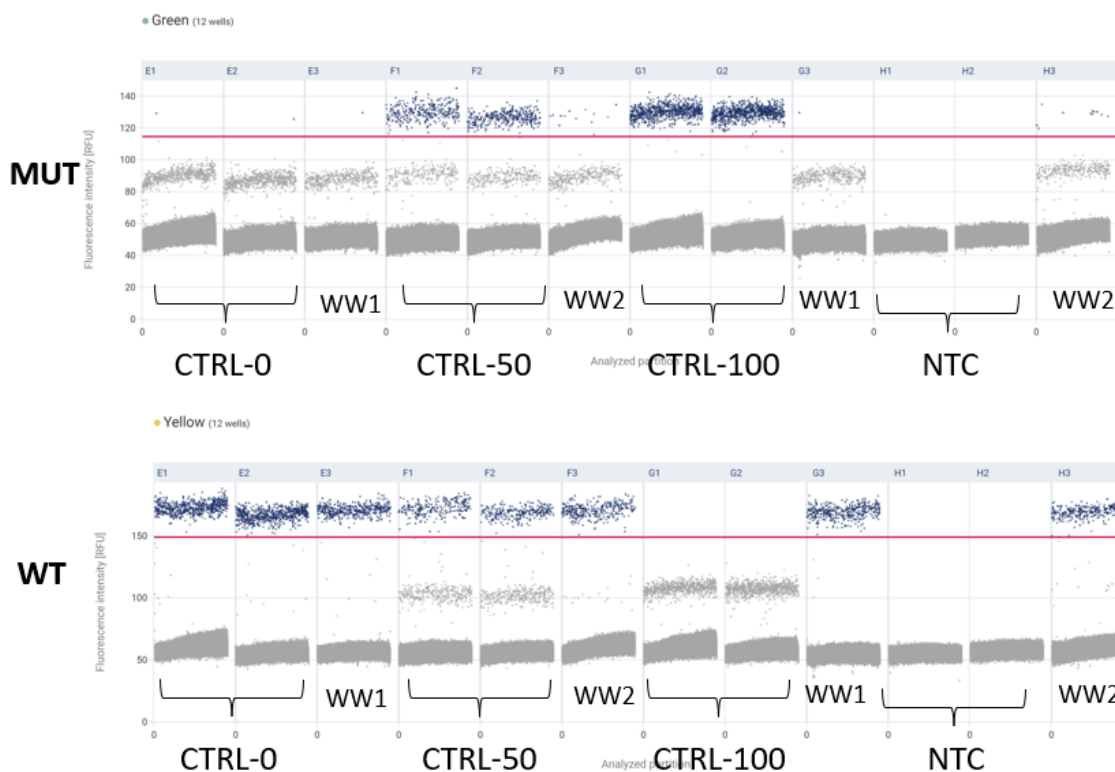 Green (12 wells)
E1 E2 E3 F1 F2 F3 G1 G2 G3 H1 H2 H3
MUT
Fluorescence intensity [RFU]
140
120
100
80
60
40
20
0
WW1 WW2 WW1 WW2
0 0 0 0 0 0 0 0 0 0 0 0
CTRL-0 CTRL-50 CTRL-100 NTC
Analyzed partition
Yellow (12 wells)
E1 E2 E3 F1 F2 F3 G1 G2 G3 H1 H2 H3
WT
Fluorescence intensity [RFU]
150
100
50
0
WW1 WW2 WW1 WW2
0 0 0 0 0 0 0 0 0 0 0 0
CTRL-0 CTRL-50 CTRL-100 NTC
Analyzed partition